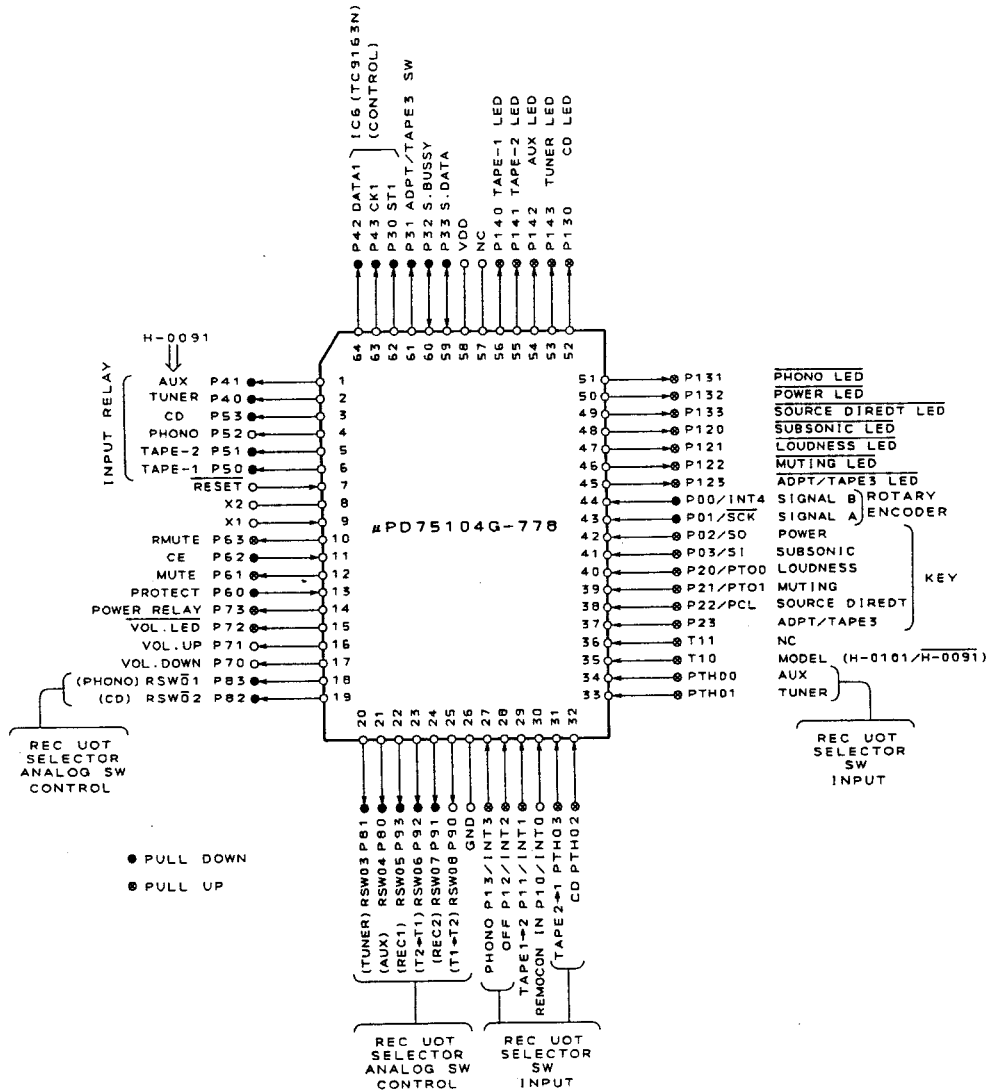 IC6 (TC9163N)
(CONTROL)
P42 DATA1
P43 CK1
P30 ST1
P31 ADPT/TAPE3 SW
P32 S.BUSSY
P33 S.DATA
VDD
NC
P140 TAPE-1 LED
P141 TAPE-2 LED
P142 AUX LED
P143 TUNER LED
P130 CD LED
64 63 62 61 60 59 58 57 56 55 54 53 52
H-0091
INPUT RELAY
AUX P41 1
TUNER P40 2
CD P53 3
PHONO P52 4
TAPE-2 P51 5
TAPE-1 P50 6
RESET 7
X2 8
X1 9
RMUTE P63 10
CE P62 11
MUTE P61 12
PROTECT P60 13
POWER RELAY P73 14
VOL.LED P72 15
VOL.UP P71 16
VOL.DOWN P70 17
(PHONO) RSW01 P83 18
(CD) RSW02 P82 19
REC UOT
SELECTOR
ANALOG SW
CONTROL
μPD75104G-778
51 P131 PHONO LED
50 P132 POWER LED
49 P133 SOURCE DIREDT LED
48 P120 SUBSONIC LED
47 P121 LOUDNESS LED
46 P122 MUTING LED
45 P123 ADPT/TAPE3 LED
44 P00/INT4 SIGNAL B
43 P01/SCK SIGNAL A
ROTARY
ENCODER
42 P02/SO POWER
41 P03/SI SUBSONIC
40 P20/PTO0 LOUDNESS
39 P21/PTO1 MUTING
38 P22/PCL SOURCE DIREDT
37 P23 ADPT/TAPE3
KEY
36 T11 NC
35 T10 MODEL (H-0101/H-0091)
34 PTH00 AUX
33 PTH01 TUNER
REC UOT
SELECTOR
SW
INPUT
20 21 22 23 24 25 26 27 28 29 30 31 32
(TUNER) RSW03 P81
(AUX) RSW04 P80
(REC1) RSW05 P93
(T2→T1) RSW06 P92
(REC2) RSW07 P91
(T1→T2) RSW08 P90
GND
PHONO P13/INT3
OFF P12/INT2
TAPE1→2 P11/INT1
REMOCON IN P10/INT0
TAPE2→1 PTH03
CD PTH02
REC UOT
SELECTOR
ANALOG SW
CONTROL
REC UOT
SELECTOR
SW
INPUT
● PULL DOWN
⊗ PULL UP